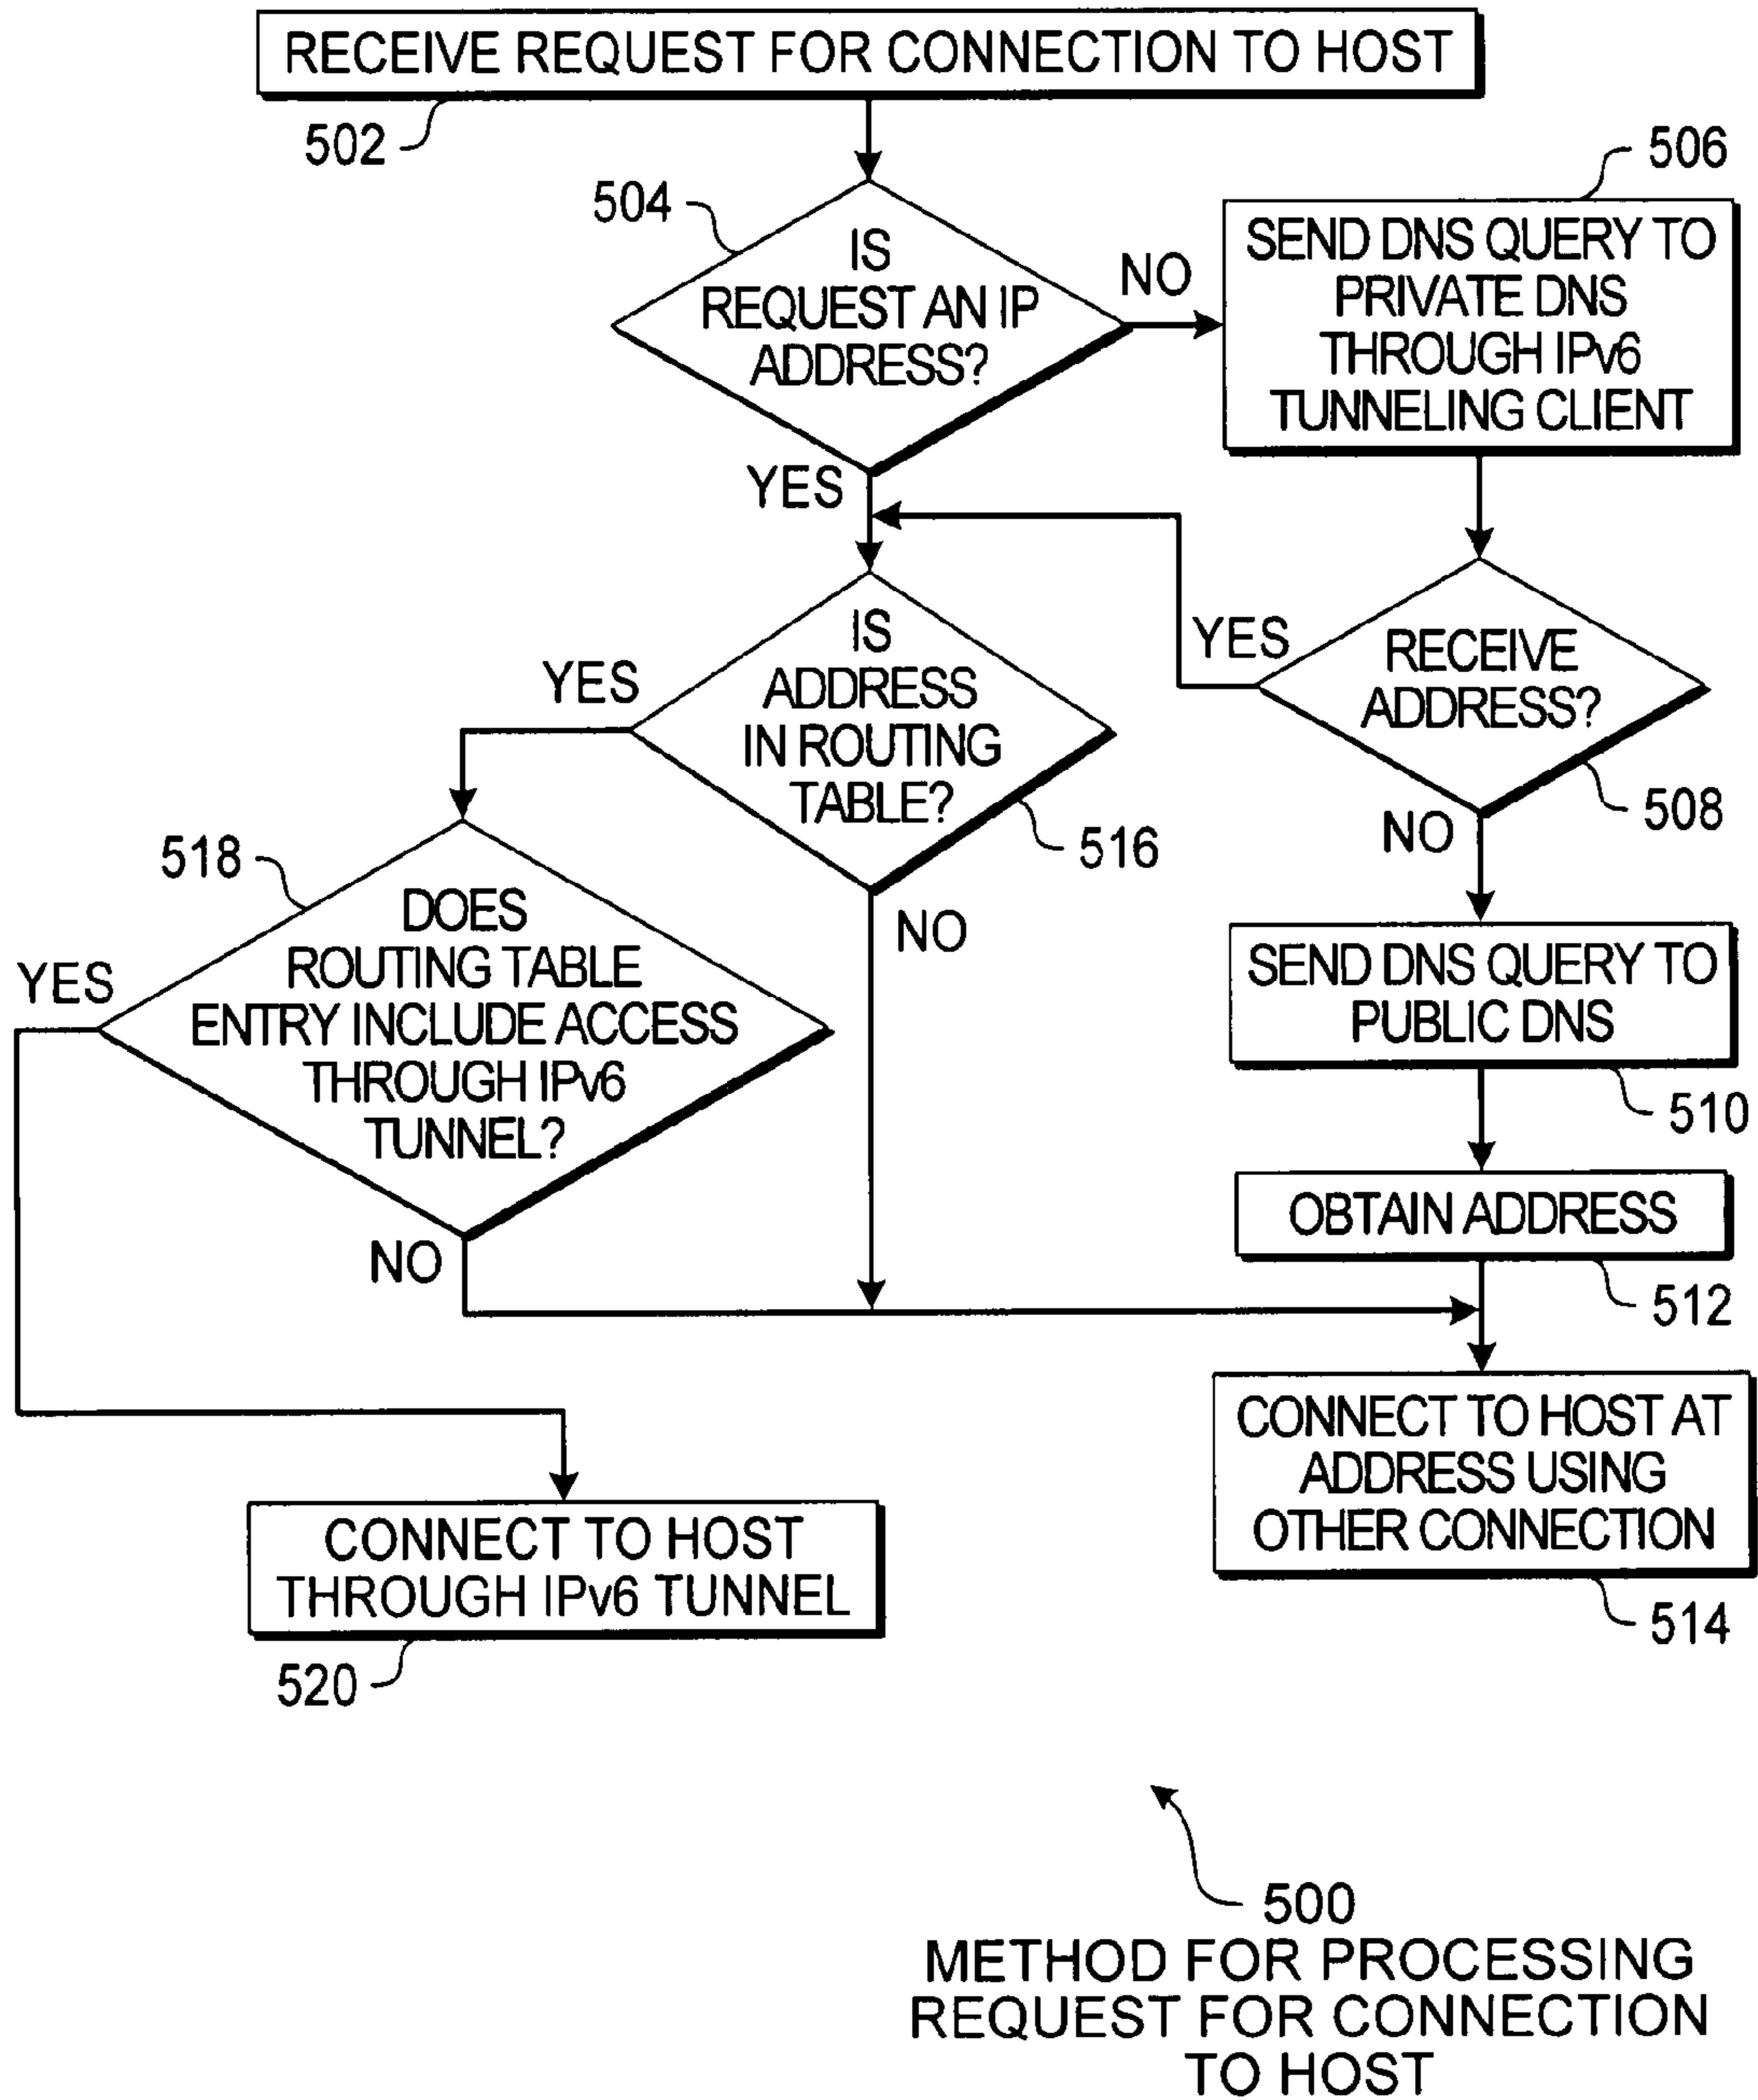 RECEIVE REQUEST FOR CONNECTION TO HOST
502
504
IS
REQUEST AN IP
ADDRESS?
NO
506
SEND DNS QUERY TO
PRIVATE DNS
THROUGH IPv6
TUNNELING CLIENT
YES
YES
RECEIVE
ADDRESS?
508
NO
YES
IS
ADDRESS
IN ROUTING
TABLE?
516
NO
518
DOES
ROUTING TABLE
ENTRY INCLUDE ACCESS
THROUGH IPv6
TUNNEL?
YES
NO
SEND DNS QUERY TO
PUBLIC DNS
510
OBTAIN ADDRESS
512
CONNECT TO HOST AT
ADDRESS USING
OTHER CONNECTION
514
CONNECT TO HOST
THROUGH IPv6 TUNNEL
520
500
METHOD FOR PROCESSING
REQUEST FOR CONNECTION
TO HOST